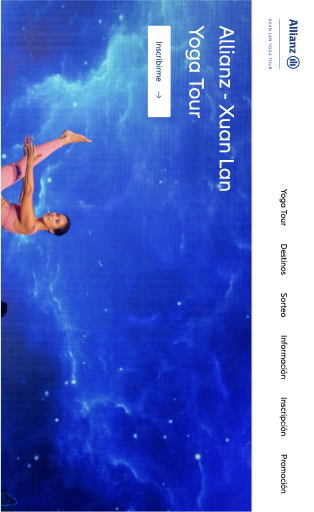 Allianz
XUAN LAN YOGA TOUR
Yoga Tour
Destinos
Sorteo
Información
Inscripción
Promoción
Allianz - Xuan Lan
Yoga Tour
Inscribirme →